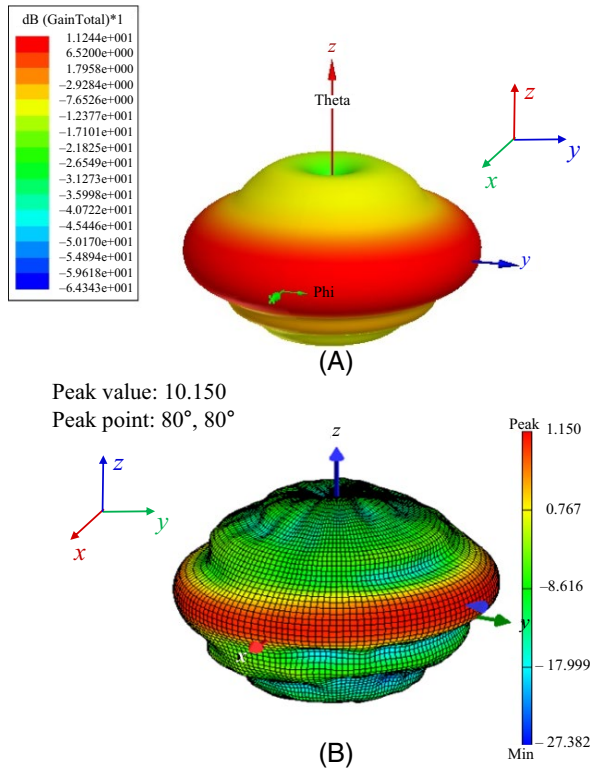 dB (GainTotal)*1
1.1244e+001
6.5200e+000
1.7958e+000
−2.9284e+000
−7.6526e+000
−1.2377e+001
−1.7101e+001
−2.1825e+001
−2.6549e+001
−3.1273e+001
−3.5998e+001
−4.0722e+001
−4.5446e+001
−5.0170e+001
−5.4894e+001
−5.9618e+001
−6.4343e+001
z
Theta
z
y
x
y
Phi
(A)
Peak value: 10.150
Peak point: 80°, 80°
z
y
x
z
y
Peak 1.150
0.767
−8.616
− 17.999
− 27.382
Min
(B)